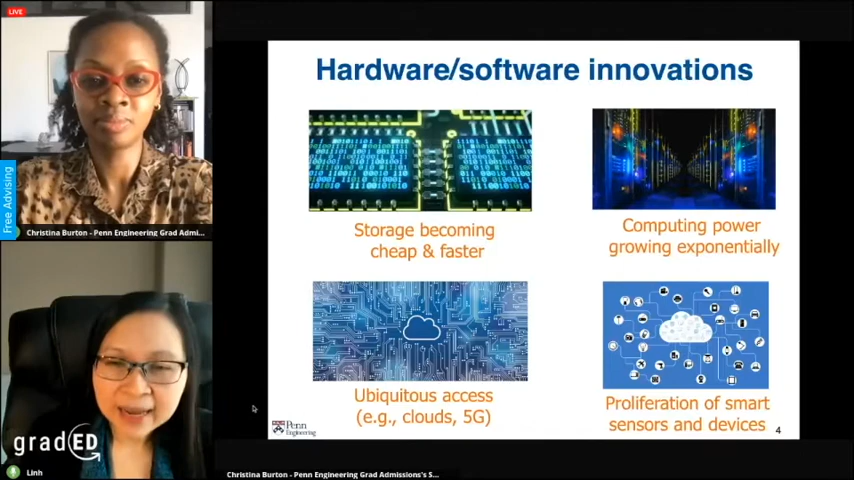 LIVE
Free Advising
Christina Burton - Penn Engineering Grad Admi...
gradED
Linh
Hardware/software innovations
Storage becoming
cheap & faster
Computing power
growing exponentially
Ubiquitous access
(e.g., clouds, 5G)
Proliferation of smart
sensors and devices
Penn
Engineering
4
Christina Burton - Penn Engineering Grad Admissions's S...